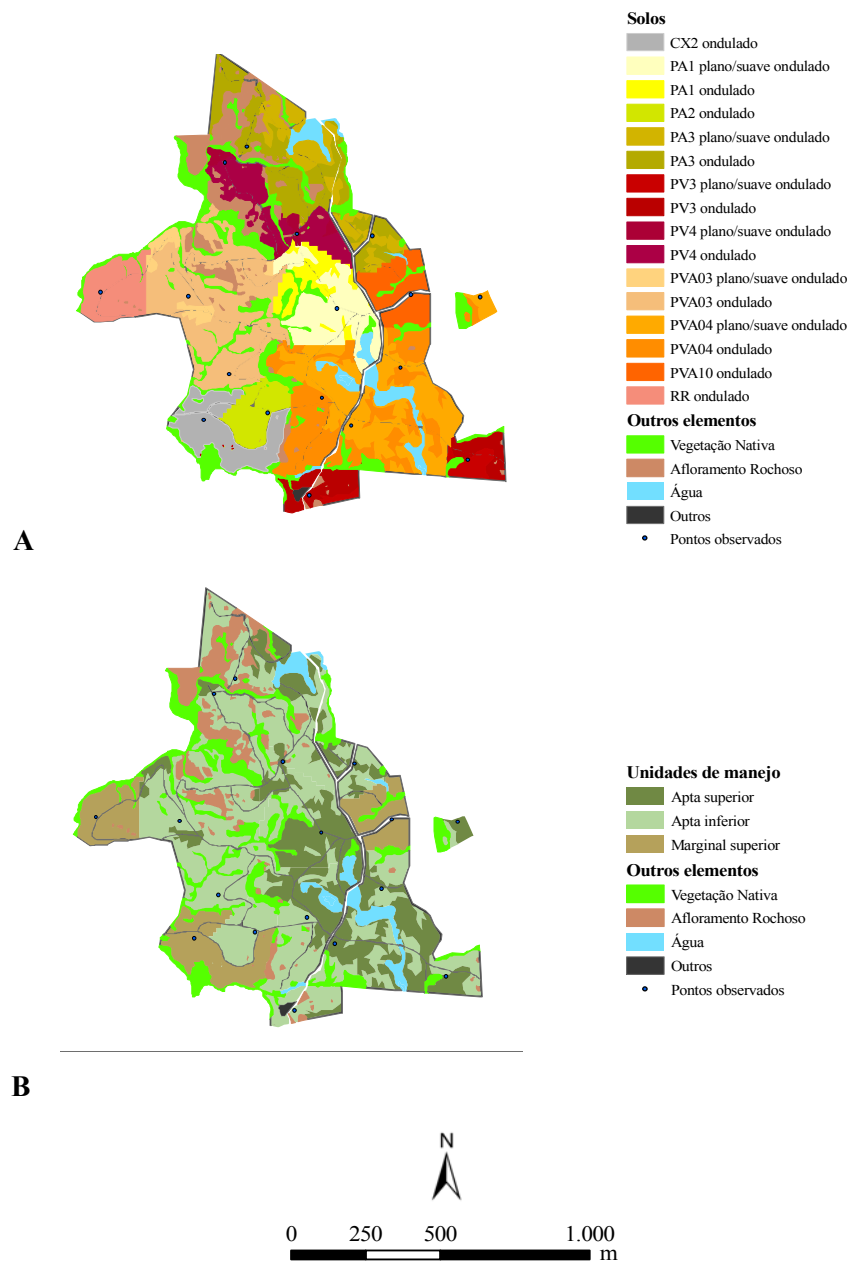 Solos
CX2 ondulado
PA1 plano/suave ondulado
PA1 ondulado
PA2 ondulado
PA3 plano/suave ondulado
PA3 ondulado
PV3 plano/suave ondulado
PV3 ondulado
PV4 plano/suave ondulado
PV4 ondulado
PVA03 plano/suave ondulado
PVA03 ondulado
PVA04 plano/suave ondulado
PVA04 ondulado
PVA10 ondulado
RR ondulado
Outros elementos
Vegetação Nativa
Afloramento Rochoso
Água
Outros
Pontos observados
A
Unidades de manejo
Apta superior
Apta inferior
Marginal superior
Outros elementos
Vegetação Nativa
Afloramento Rochoso
Água
Outros
Pontos observados
B
N
0 250 500 1.000
m